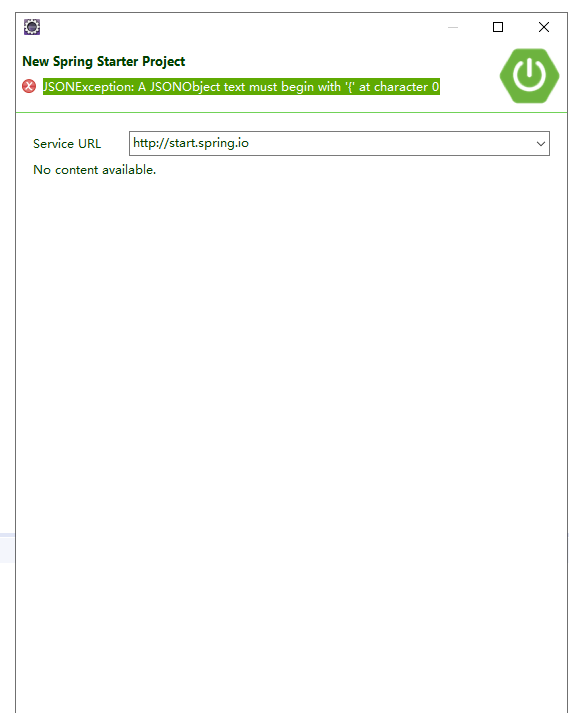 New Spring Starter Project
JSONException: A JSONObject text must begin with '{' at character 0
Service URL
http://start.spring.io
No content available.